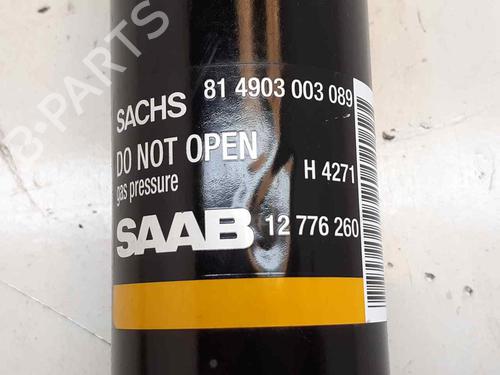 B-PARTS
SACHS 81 4903 003 089
DO NOT OPEN
gas pressure H 4271
SAAB 12 776 260